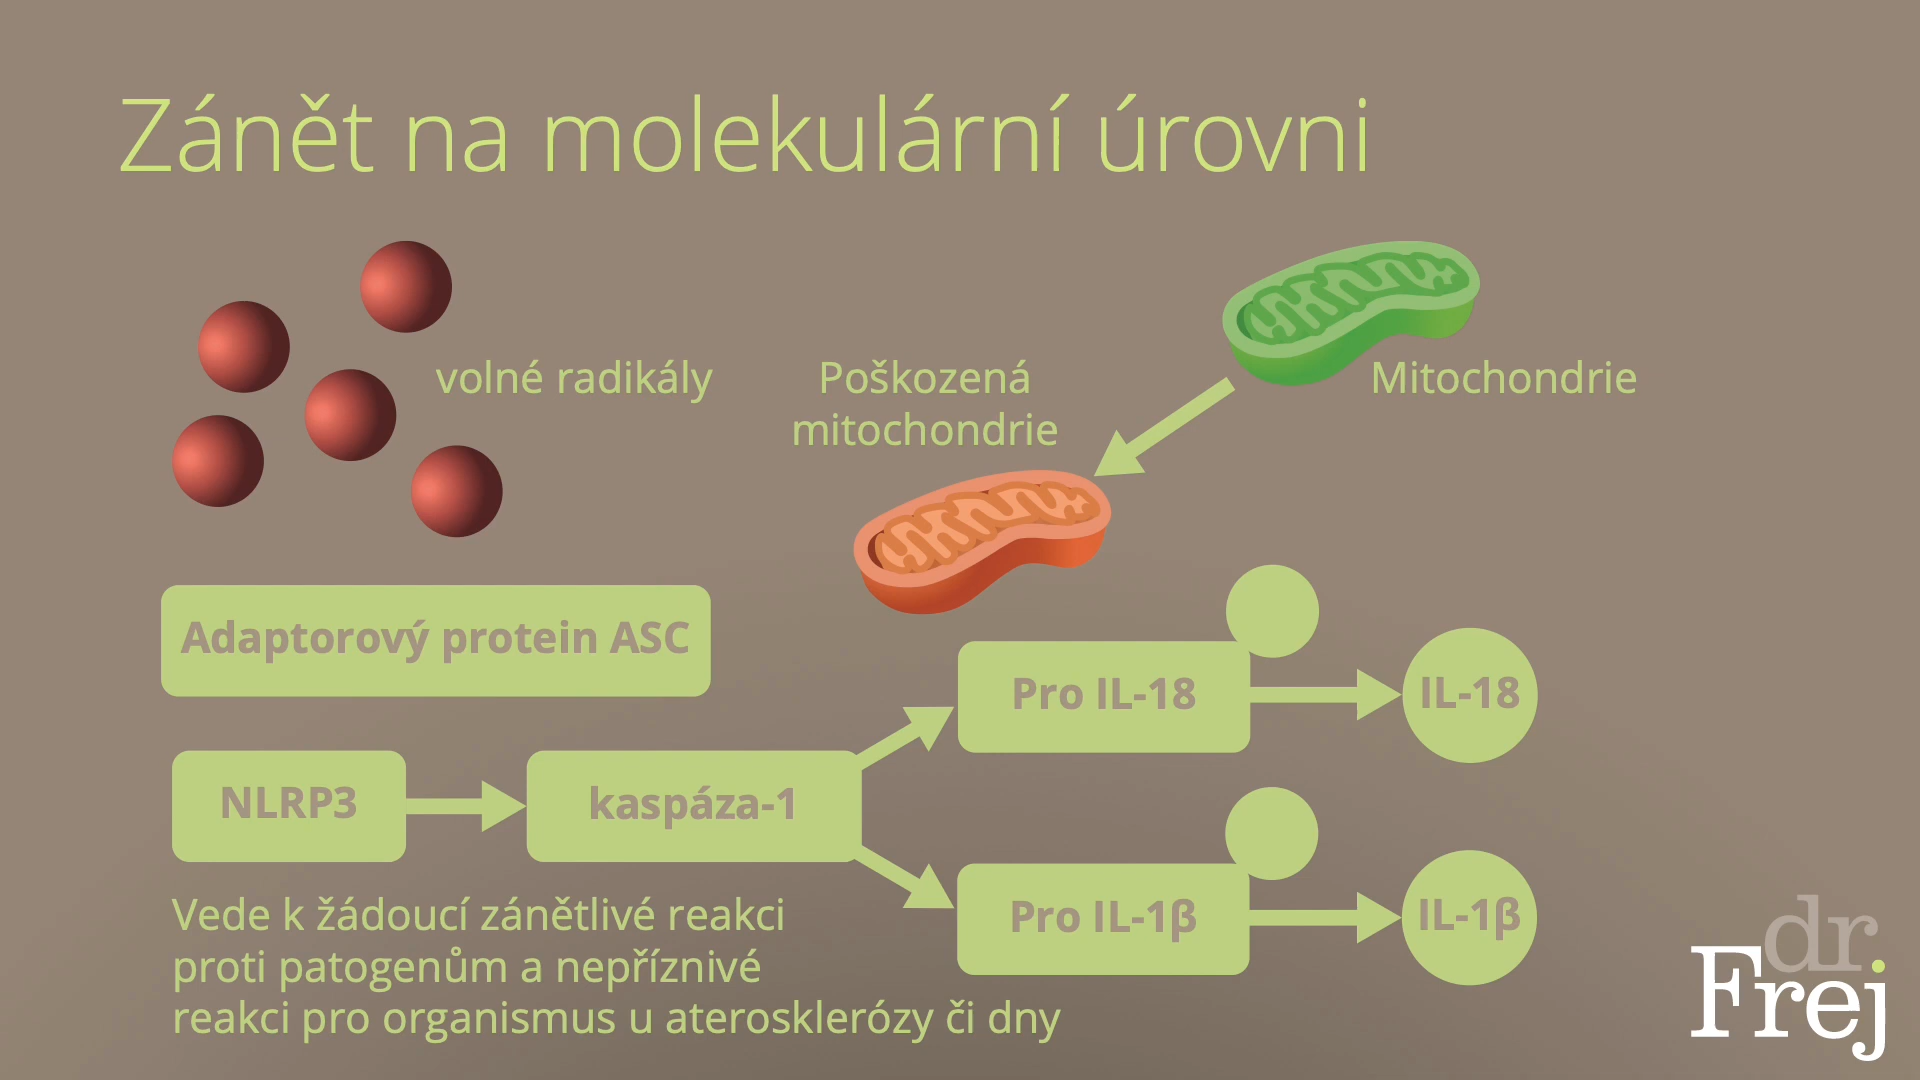 Zánět na molekulární úrovni
volné radikály
Poškozená
mitochondrie
Mitochondrie
Adaptorový protein ASC
Pro IL-18
IL-18
NLRP3
kaspáza-1
Pro IL-1β
IL-1β
Vede k žádoucí zánětlivé reakci
proti patogenům a nepříznivé
reakci pro organismus u aterosklerózy či dny
dr.
Frej